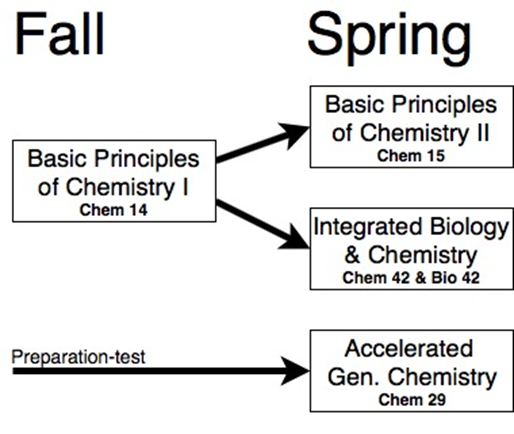 Fall
Spring
Basic Principles
of Chemistry I
Chem 14
Basic Principles
of Chemistry II
Chem 15
Integrated Biology
& Chemistry
Chem 42 & Bio 42
Preparation-test
Accelerated
Gen. Chemistry
Chem 29